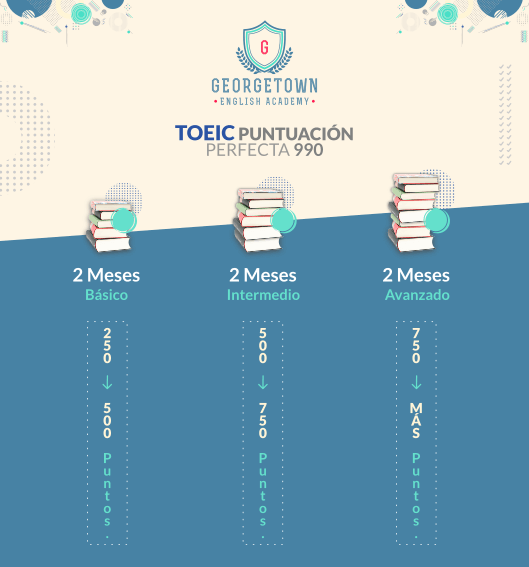 G
GEORGETOWN
• ENGLISH ACADEMY •
TOEIC PUNTUACIÓN
PERFECTA 990
2 Meses
Básico
250
↓
500
Puntos.
2 Meses
Intermedio
500
↓
750
Puntos.
2 Meses
Avanzado
750
↓
MÁS
Puntos.